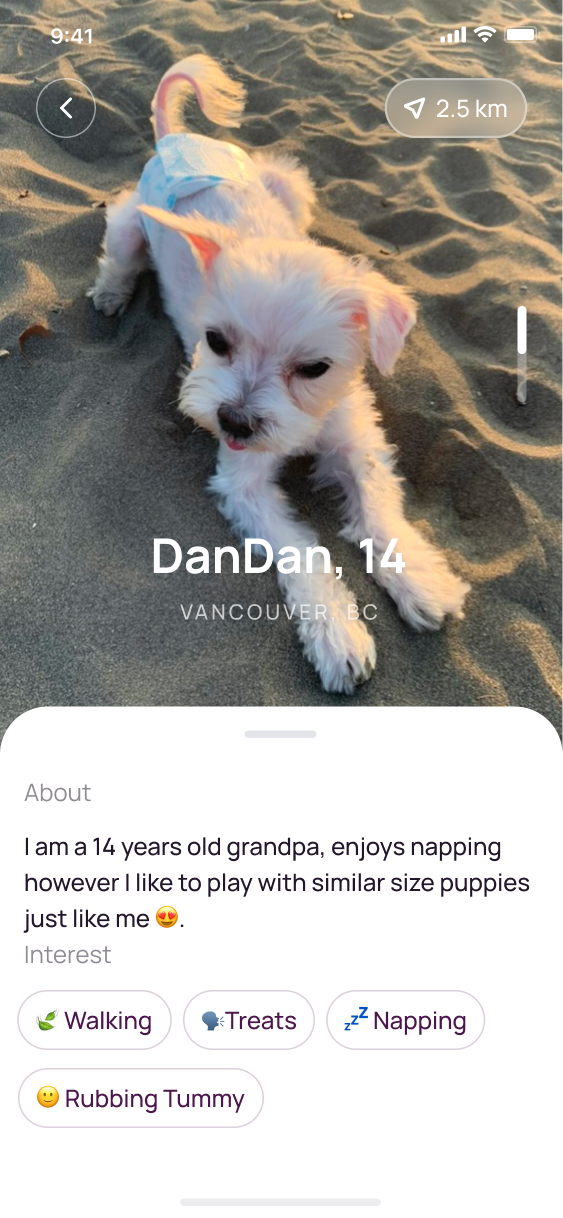 9:41
2.5 km
DanDan, 14
VANCOUVER, BC
About
I am a 14 years old grandpa, enjoys napping
however I like to play with similar size puppies
just like me 😍.
Interest
🌿 Walking
🗣️Treats
💤 Napping
🙂 Rubbing Tummy